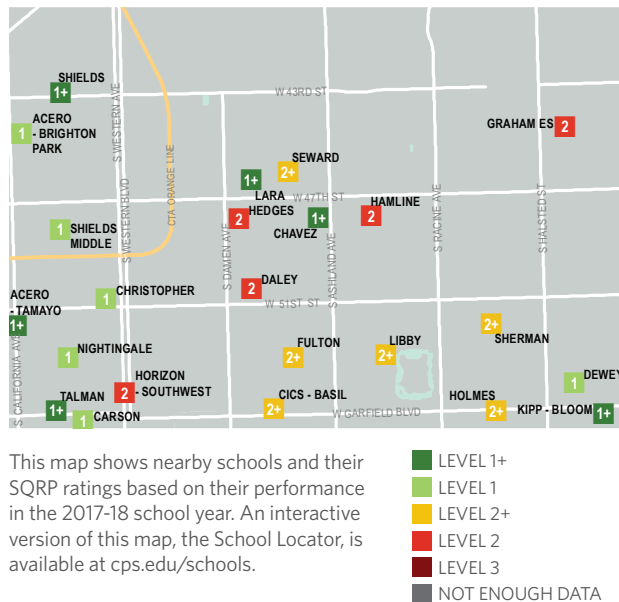 SHIELDS
1+
W 43RD ST
ACERO
- BRIGHTON
PARK
1
GRAHAM ES
2
S WESTERN AVE
CTA ORANGE LINE
SEWARD
2+
1+
LARA
W 47TH ST
HEDGES
2
CHAVEZ
1+
HAMLINE
2
S RACINE AVE
S HALSTED ST
SHIELDS
MIDDLE
1
S WESTERN BLVD
S DAMEN AVE
S ASHLAND AVE
DALEY
2
ACERO
- TAMAYO
1+
CHRISTOPHER
1
W 51ST ST
S CALIFORNIA AVE
NIGHTINGALE
1
FULTON
2+
LIBBY
2+
2+
SHERMAN
HORIZON
- SOUTHWEST
2
DEWEY
1
TALMAN
1+
CARSON
1
CICS - BASIL
2+
W GARFIELD BLVD
HOLMES
2+
KIPP - BLOOM
1+
This map shows nearby schools and their
SQRP ratings based on their performance
in the 2017-18 school year. An interactive
version of this map, the School Locator, is
available at cps.edu/schools.
LEVEL 1+
LEVEL 1
LEVEL 2+
LEVEL 2
LEVEL 3
NOT ENOUGH DATA